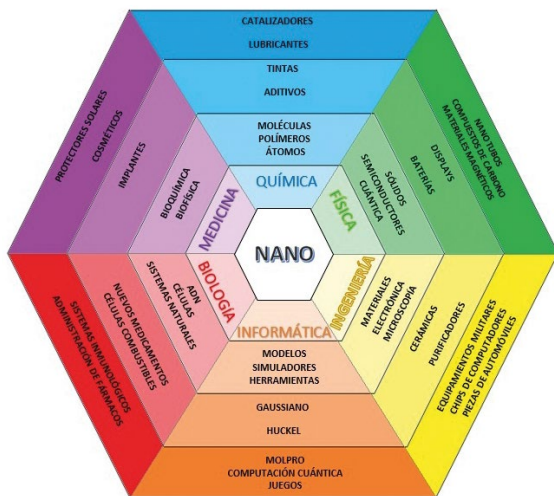 CATALIZADORES
LUBRICANTES
TINTAS
ADITIVOS
MOLÉCULAS
POLÍMEROS
ÁTOMOS
QUÍMICA
NANOTUBOS
COMPUESTOS DE CARBONO
MATERIALES MAGNÉTICOS
DISPLAYS
BATERÍAS
SÓLIDOS
SEMICONDUCTORES
CUÁNTICA
FÍSICA
PROTECTORES SOLARES
COSMÉTICOS
IMPLANTES
BIOQUÍMICA
BIOFÍSICA
MEDICINA
NANO
BIOLOGÍA
ADN
CÉLULAS
SISTEMAS NATURALES
NUEVOS MEDICAMENTOS
CÉLULAS COMBUSTIBLES
SISTEMAS INMUNOLÓGICOS
ADMINISTRACIÓN DE FÁRMACOS
INGENIERÍA
MATERIALES
ELECTRÓNICA
MICROSCOPÍA
CERÁMICAS
PURIFICADORES
EQUIPAMIENTOS MILITARES
CHIPS DE COMPUTADORES
PIEZAS DE AUTOMÓVILES
INFORMÁTICA
MODELOS
SIMULADORES
HERRAMIENTAS
GAUSSIANO
HUCKEL
MOLPRO
COMPUTACIÓN CUÁNTICA
JUEGOS